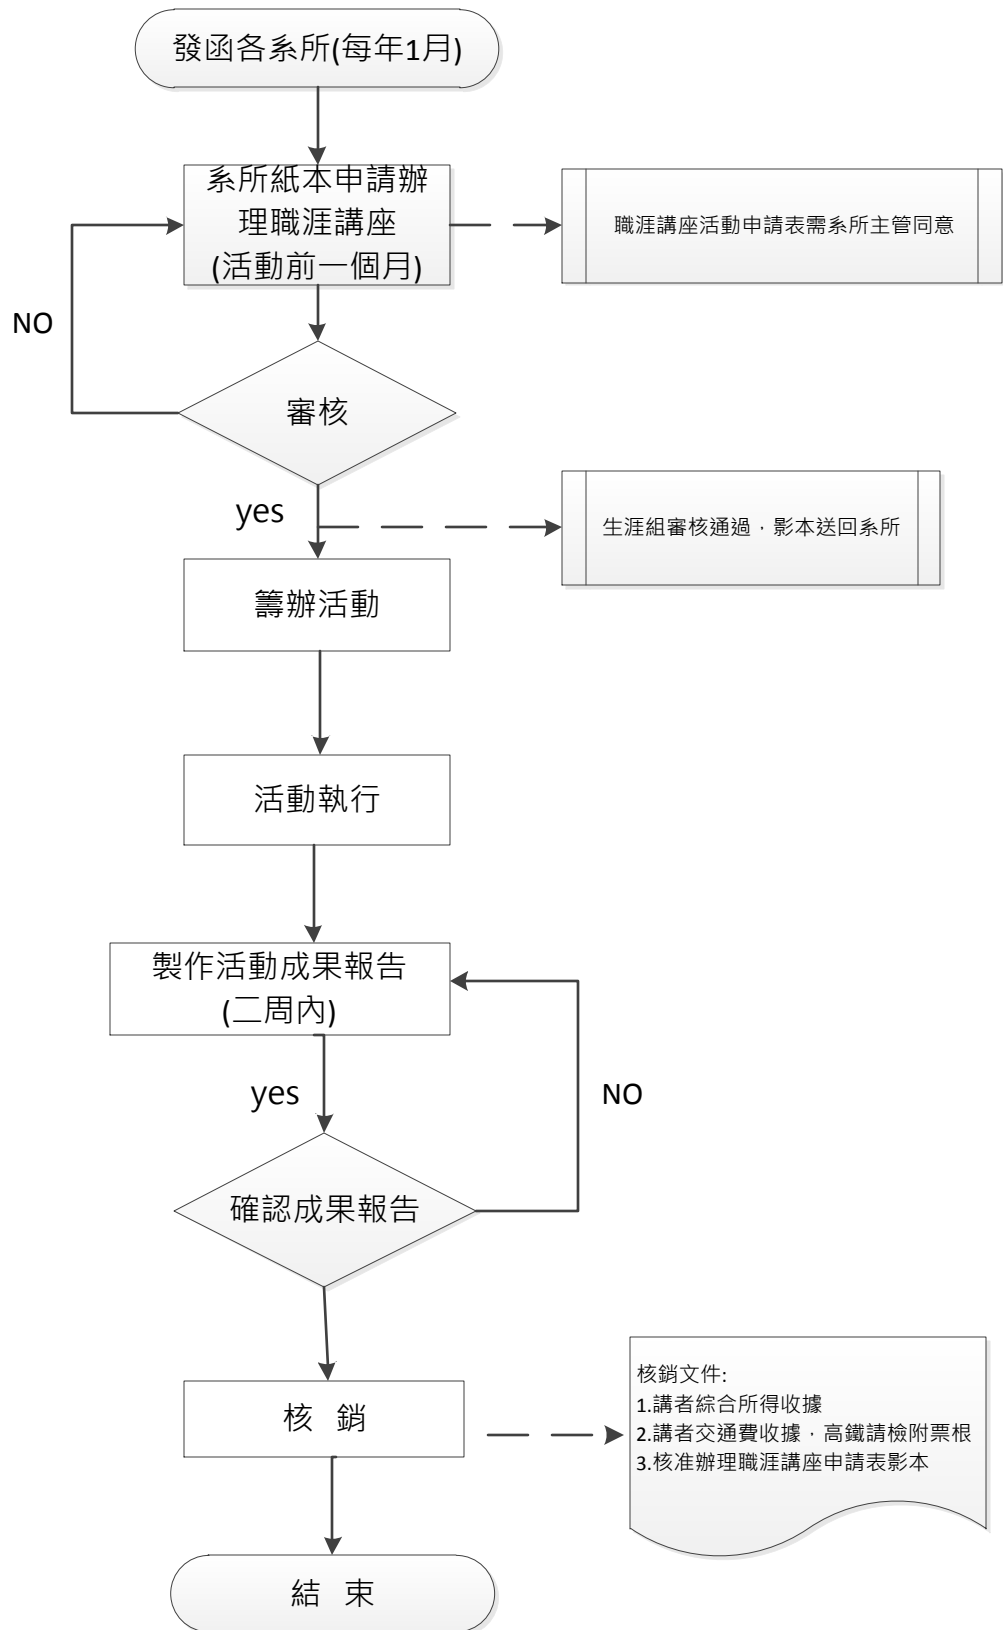 發函各系所(每年1月)
系所紙本申請辦
理職涯講座
(活動前一個月)
職涯講座活動申請表需系所主管同意
NO
審核
yes
生涯組審核通過，影本送回系所
籌辦活動
活動執行
製作活動成果報告
(二周內)
yes
NO
確認成果報告
核 銷
核銷文件:
1.講者綜合所得收據
2.講者交通費收據，高鐵請檢附票根
3.核准辦理職涯講座申請表影本
結 束